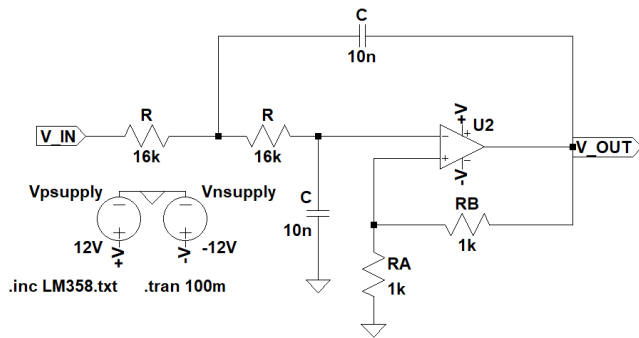 C
10n
V_IN
R
16k
R
16k
+V
U2
-V
V_OUT
C
10n
RB
1k
RA
1k
Vpsupply
Vnsupply
12V
+V
-V
-12V
.inc LM358.txt
.tran 100m